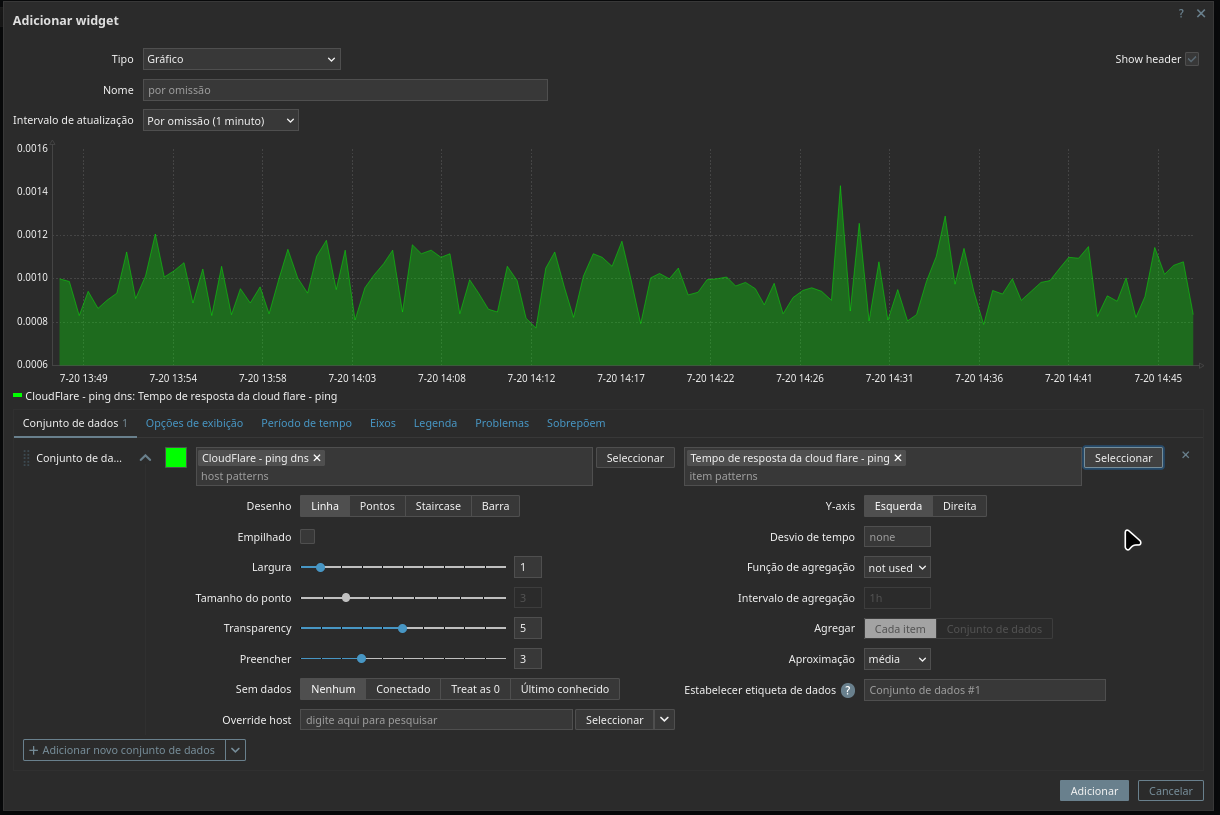 Adicionar widget
?
Tipo Gráfico Show header
Nome por omissão
Intervalo de atualização Por omissão (1 minuto)
0.0016
0.0014
0.0012
0.0010
0.0008
0.0006
7-20 13:49 7-20 13:54 7-20 13:58 7-20 14:03 7-20 14:08 7-20 14:12 7-20 14:17 7-20 14:22 7-20 14:26 7-20 14:31 7-20 14:36 7-20 14:41 7-20 14:45
CloudFlare - ping dns: Tempo de resposta da cloud flare - ping
Conjunto de dados 1 Opções de exibição Período de tempo Eixos Legenda Problemas Sobrepõem
Conjunto de da... CloudFlare - ping dns Seleccionar Tempo de resposta da cloud flare - ping Seleccionar
host patterns item patterns
Desenho Linha Pontos Staircase Barra Y-axis Esquerda Direita
Empilhado Desvio de tempo none
Largura 1 Função de agregação not used
Tamanho do ponto 3 Intervalo de agregação 1h
Transparency 5 Agregar Cada item Conjunto de dados
Preencher 3 Aproximação média
Sem dados Nenhum Conectado Treat as 0 Último conhecido Estabelecer etiqueta de dados ? Conjunto de dados #1
Override host digite aqui para pesquisar Seleccionar
+ Adicionar novo conjunto de dados
Adicionar Cancelar